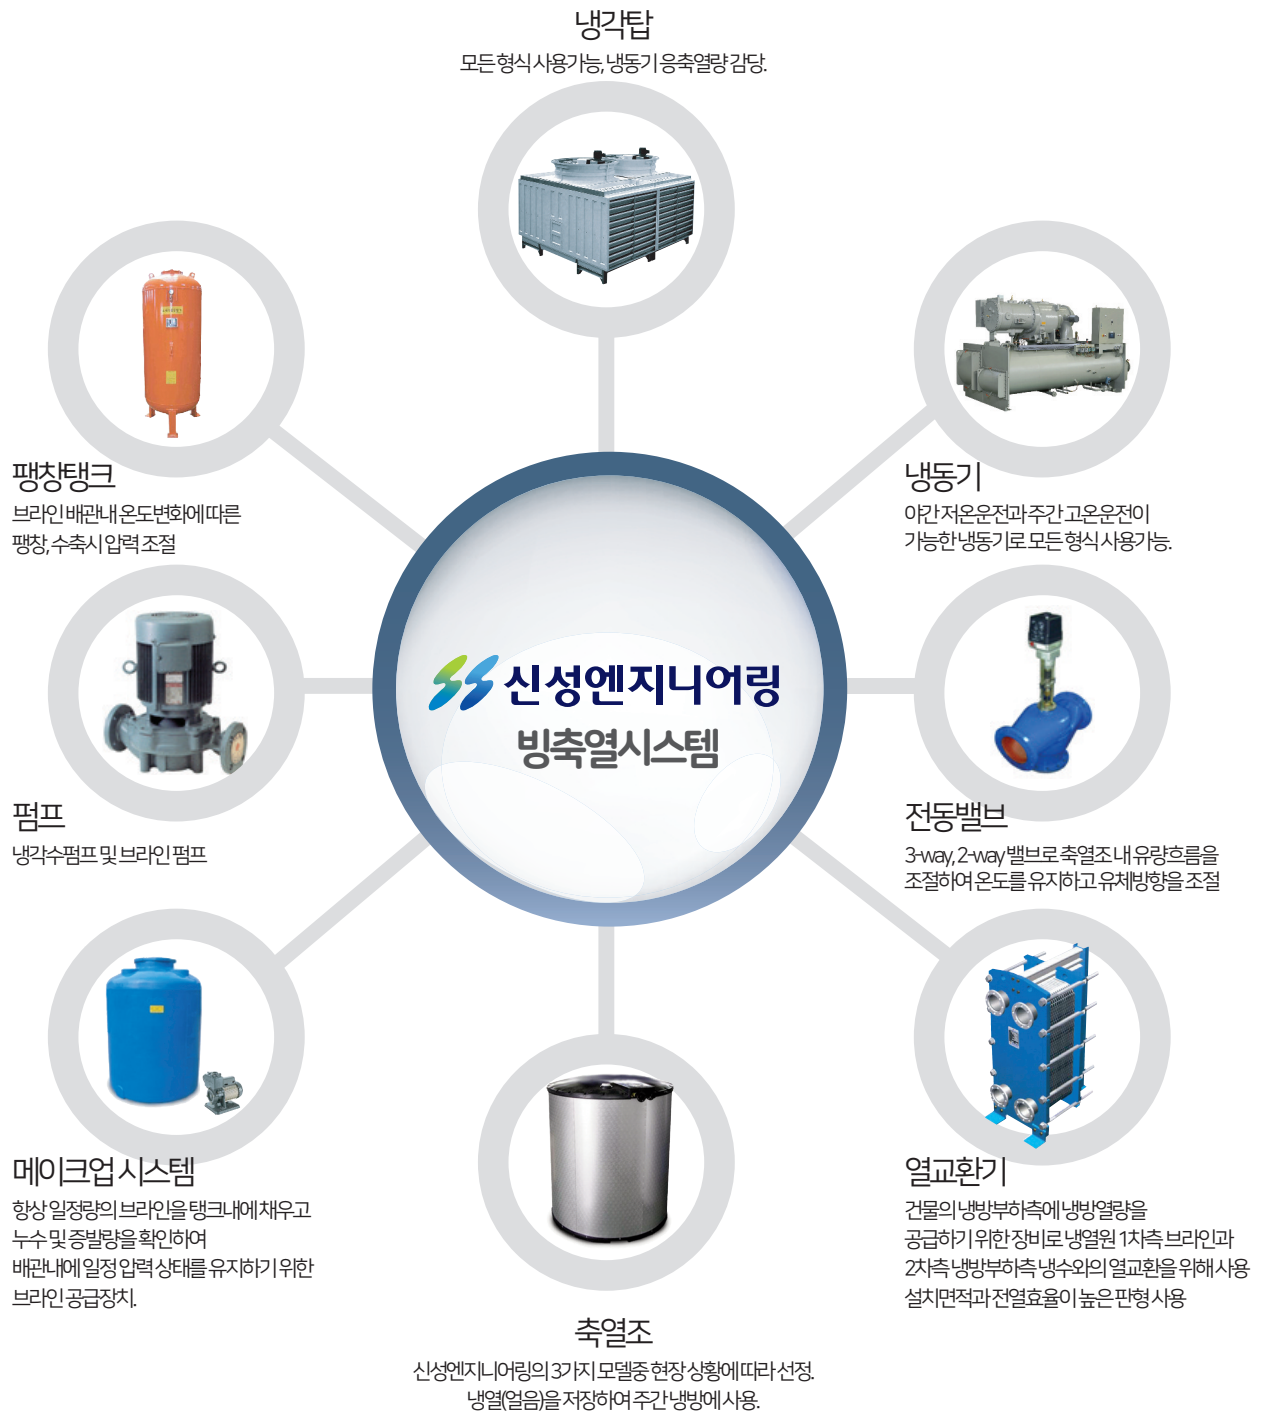 냉각탑
모든 형식 사용가능, 냉동기 응축열량 감당.
팽창탱크
브라인 배관내 온도변화에 따른
팽창, 수축시 압력 조절
냉동기
야간 저온운전과 주간 고온운전이
가능한 냉동기로 모든 형식 사용가능.
신성엔지니어링
빙축열시스템
펌프
냉각수펌프 및 브라인 펌프
전동밸브
3-way, 2-way 밸브로 축열조 내 유량흐름을
조절하여 온도를 유지하고 유체방향을 조절
메이크업 시스템
항상 일정량의 브라인을 탱크내에 채우고
누수 및 증발량을 확인하여
배관내에 일정 압력 상태를 유지하기 위한
브라인 공급장치.
열교환기
건물의 냉방부하측에 냉방열량을
공급하기 위한 장비로 냉열원 1차측 브라인과
2차측 냉방부하측 냉수와의 열교환을 위해 사용
설치면적과 전열효율이 높은 판형 사용
축열조
신성엔지니어링의 3가지 모델중 현장 상황에 따라 선정.
냉열(얼음)을 저장하여 주간 냉방에 사용.